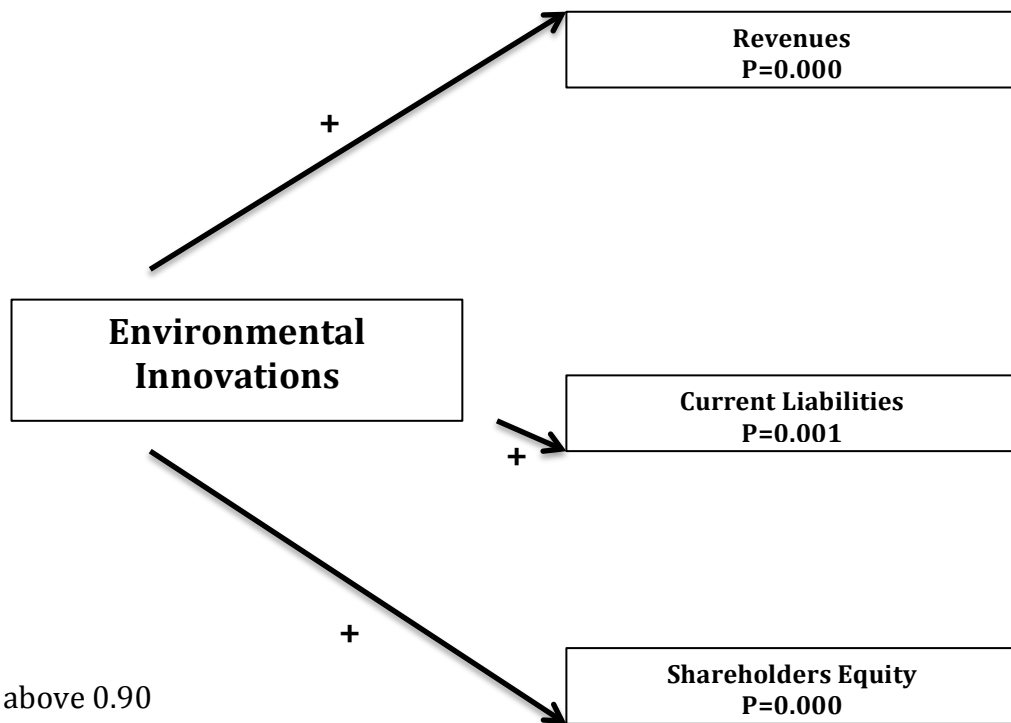 Revenues
P=0.000
+
Environmental
Innovations
Current Liabilities
P=0.001
+
+
Shareholders Equity
P=0.000
above 0.90